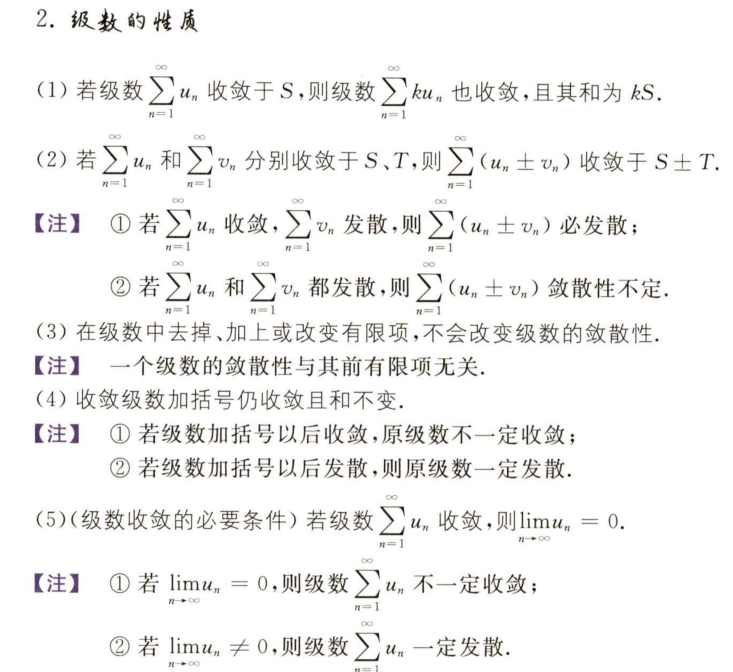 2. 级数的性质
(1) 若级数 $\sum_{n=1}^{\infty} u_n$ 收敛于 S,则级数 $\sum_{n=1}^{\infty} ku_n$ 也收敛,且其和为 kS.
(2) 若 $\sum_{n=1}^{\infty} u_n$ 和 $\sum_{n=1}^{\infty} v_n$ 分别收敛于 S、T,则 $\sum_{n=1}^{\infty} (u_n \pm v_n)$ 收敛于 S±T.
【注】 ① 若 $\sum_{n=1}^{\infty} u_n$ 收敛, $\sum_{n=1}^{\infty} v_n$ 发散,则 $\sum_{n=1}^{\infty} (u_n \pm v_n)$ 必发散;
② 若 $\sum_{n=1}^{\infty} u_n$ 和 $\sum_{n=1}^{\infty} v_n$ 都发散,则 $\sum_{n=1}^{\infty} (u_n \pm v_n)$ 敛散性不定.
(3) 在级数中去掉、加上或改变有限项,不会改变级数的敛散性.
【注】 一个级数的敛散性与其前有限项无关.
(4) 收敛级数加括号仍收敛且和不变.
【注】 ① 若级数加括号以后收敛,原级数不一定收敛;
② 若级数加括号以后发散,则原级数一定发散.
(5)(级数收敛的必要条件) 若级数 $\sum_{n=1}^{\infty} u_n$ 收敛,则 $\lim_{n \to \infty} u_n = 0$.
【注】 ① 若 $\lim_{n \to \infty} u_n = 0$,则级数 $\sum_{n=1}^{\infty} u_n$ 不一定收敛;
② 若 $\lim_{n \to \infty} u_n \neq 0$,则级数 $\sum_{n=1}^{\infty} u_n$ 一定发散.